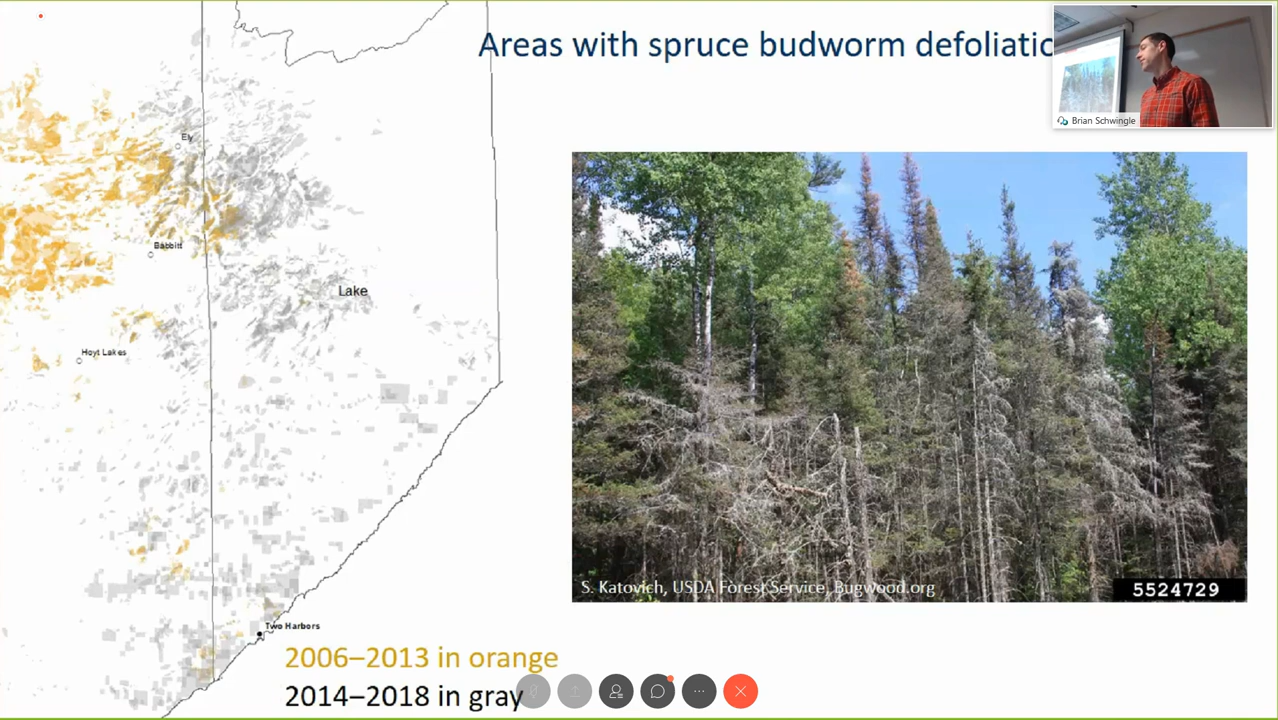 Areas with spruce budworm defoliatio
Brian Schwingle
Ely
Babbitt
Lake
Hoyt Lakes
S. Katovich, USDA Forest Service, Bugwood.org
5524729
Two Harbors
2006–2013 in orange
2014–2018 in gray